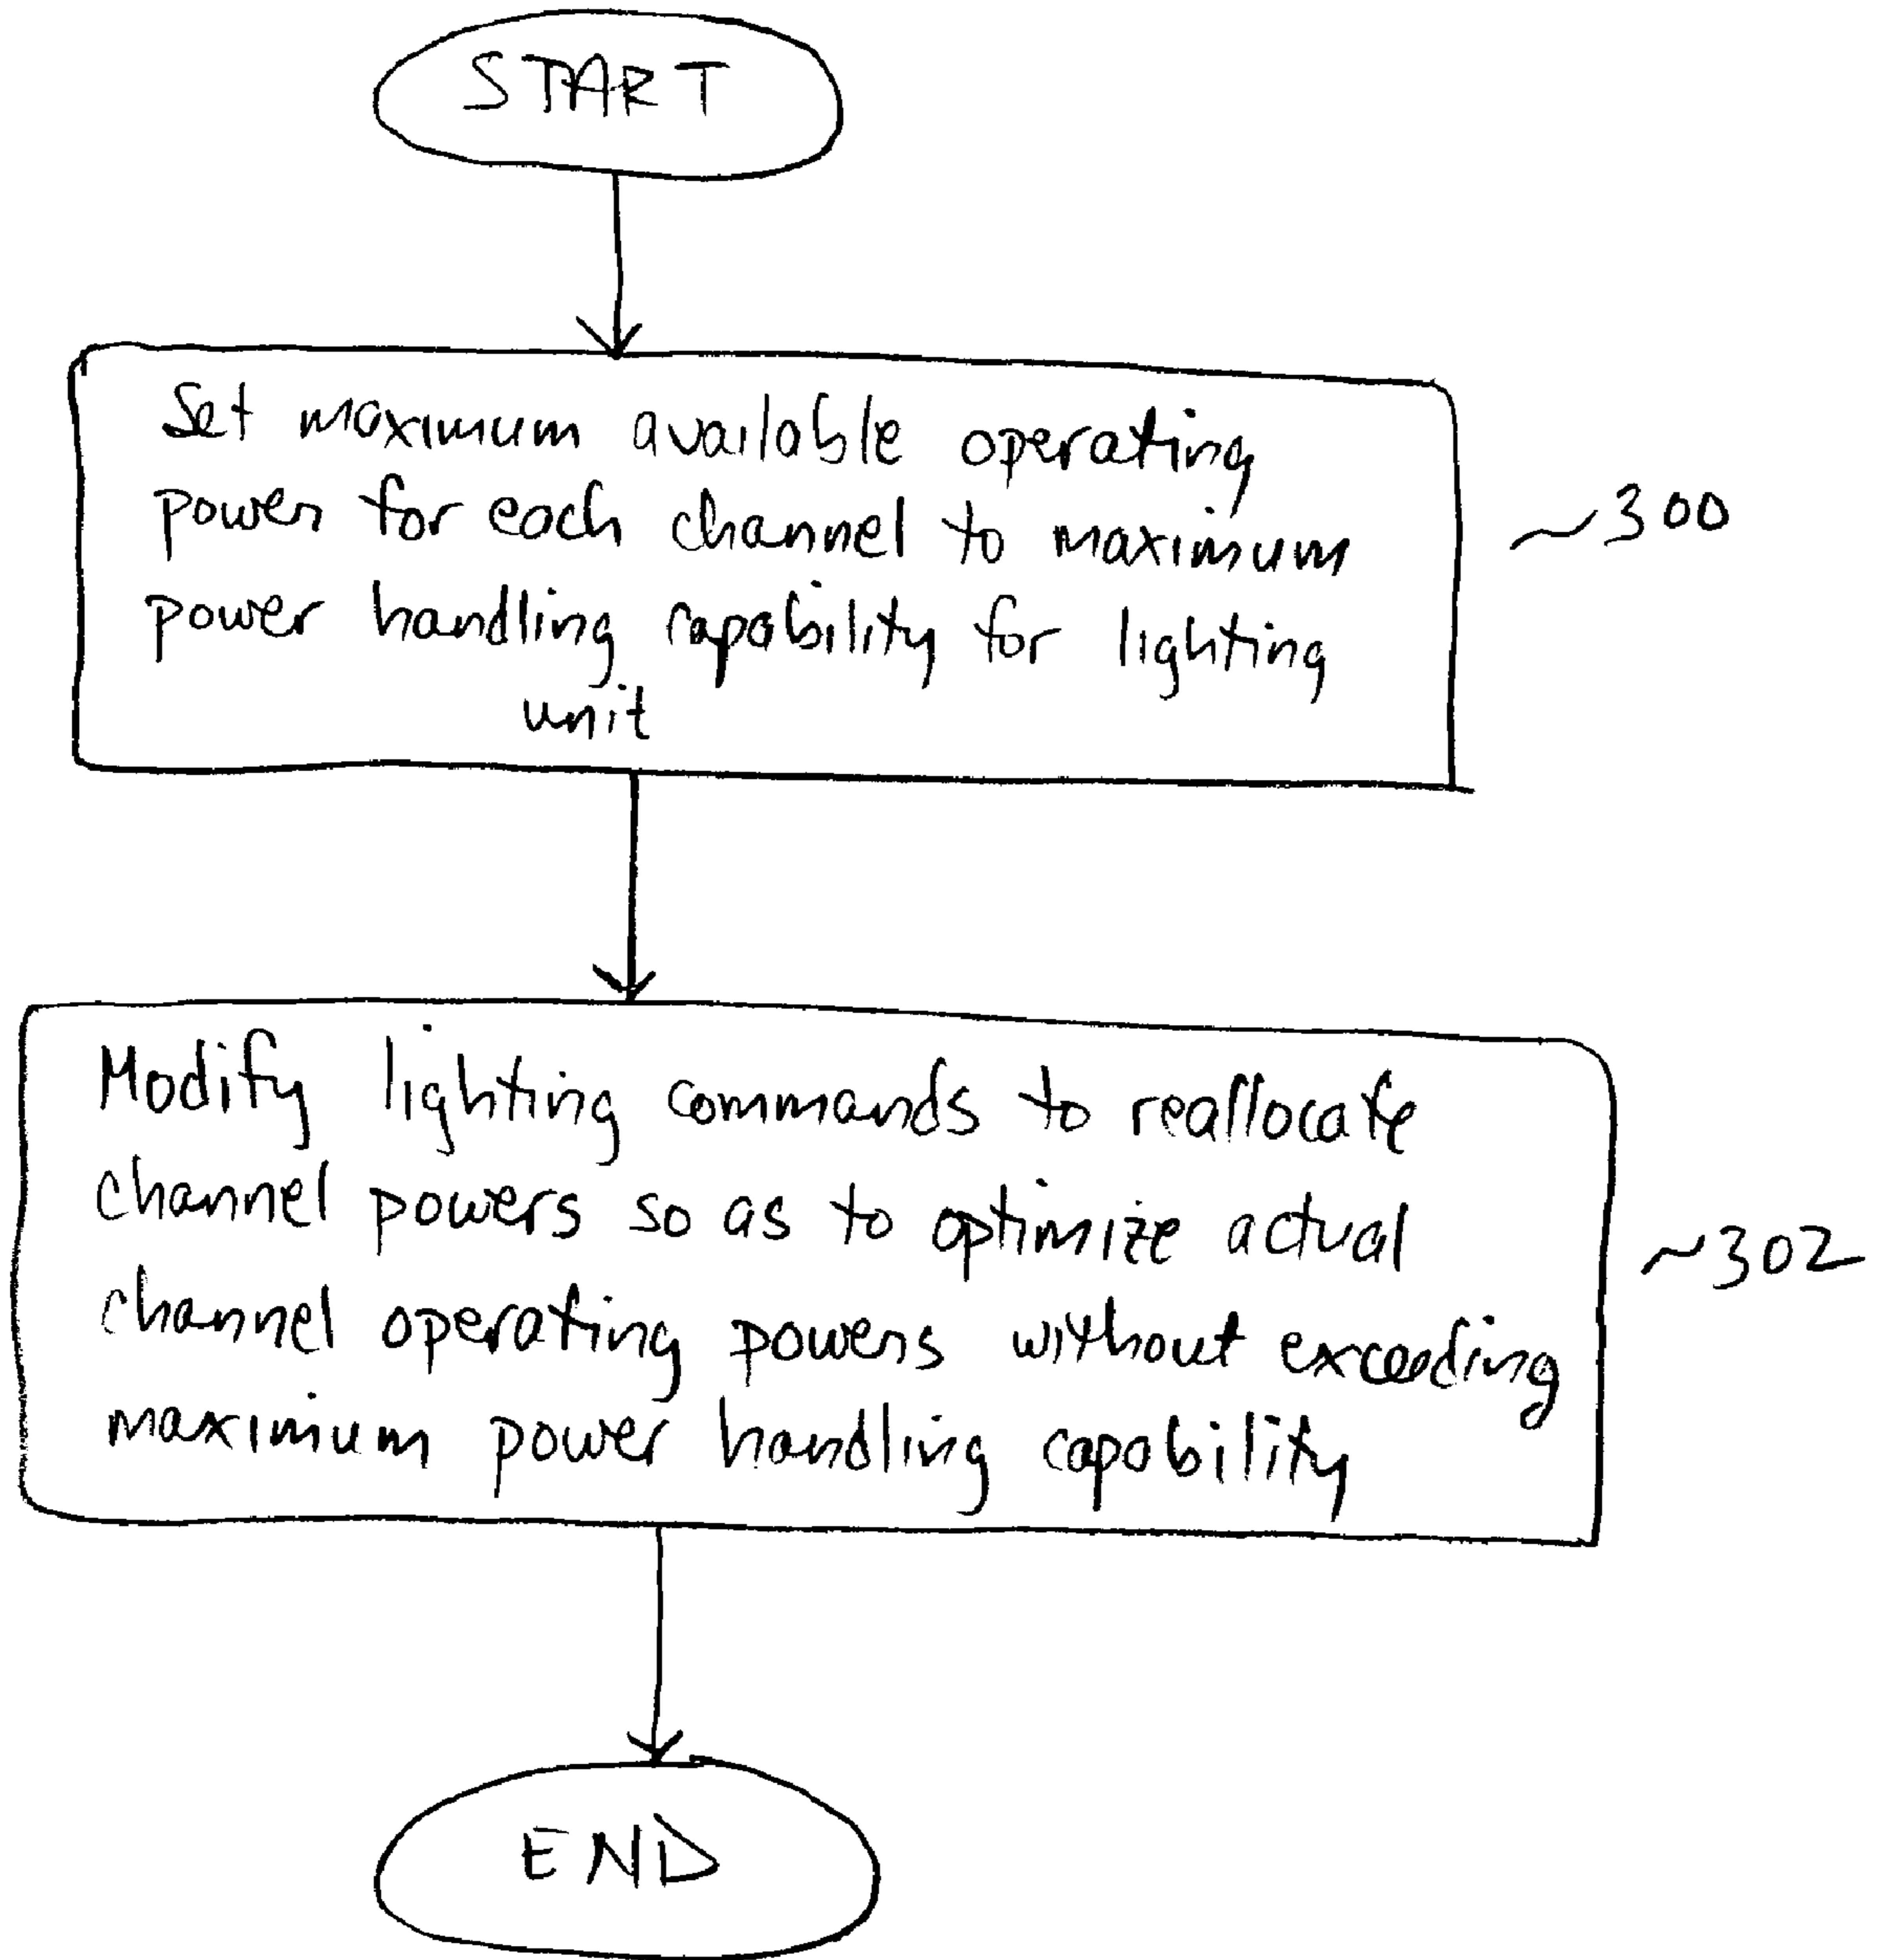 START
Set maximum available operating
power for each channel to maximum
power handling capability for lighting
unit
~300
Modify lighting commands to reallocate
channel powers so as to optimize actual
channel operating powers without exceeding
maximum power handling capability
~302
END